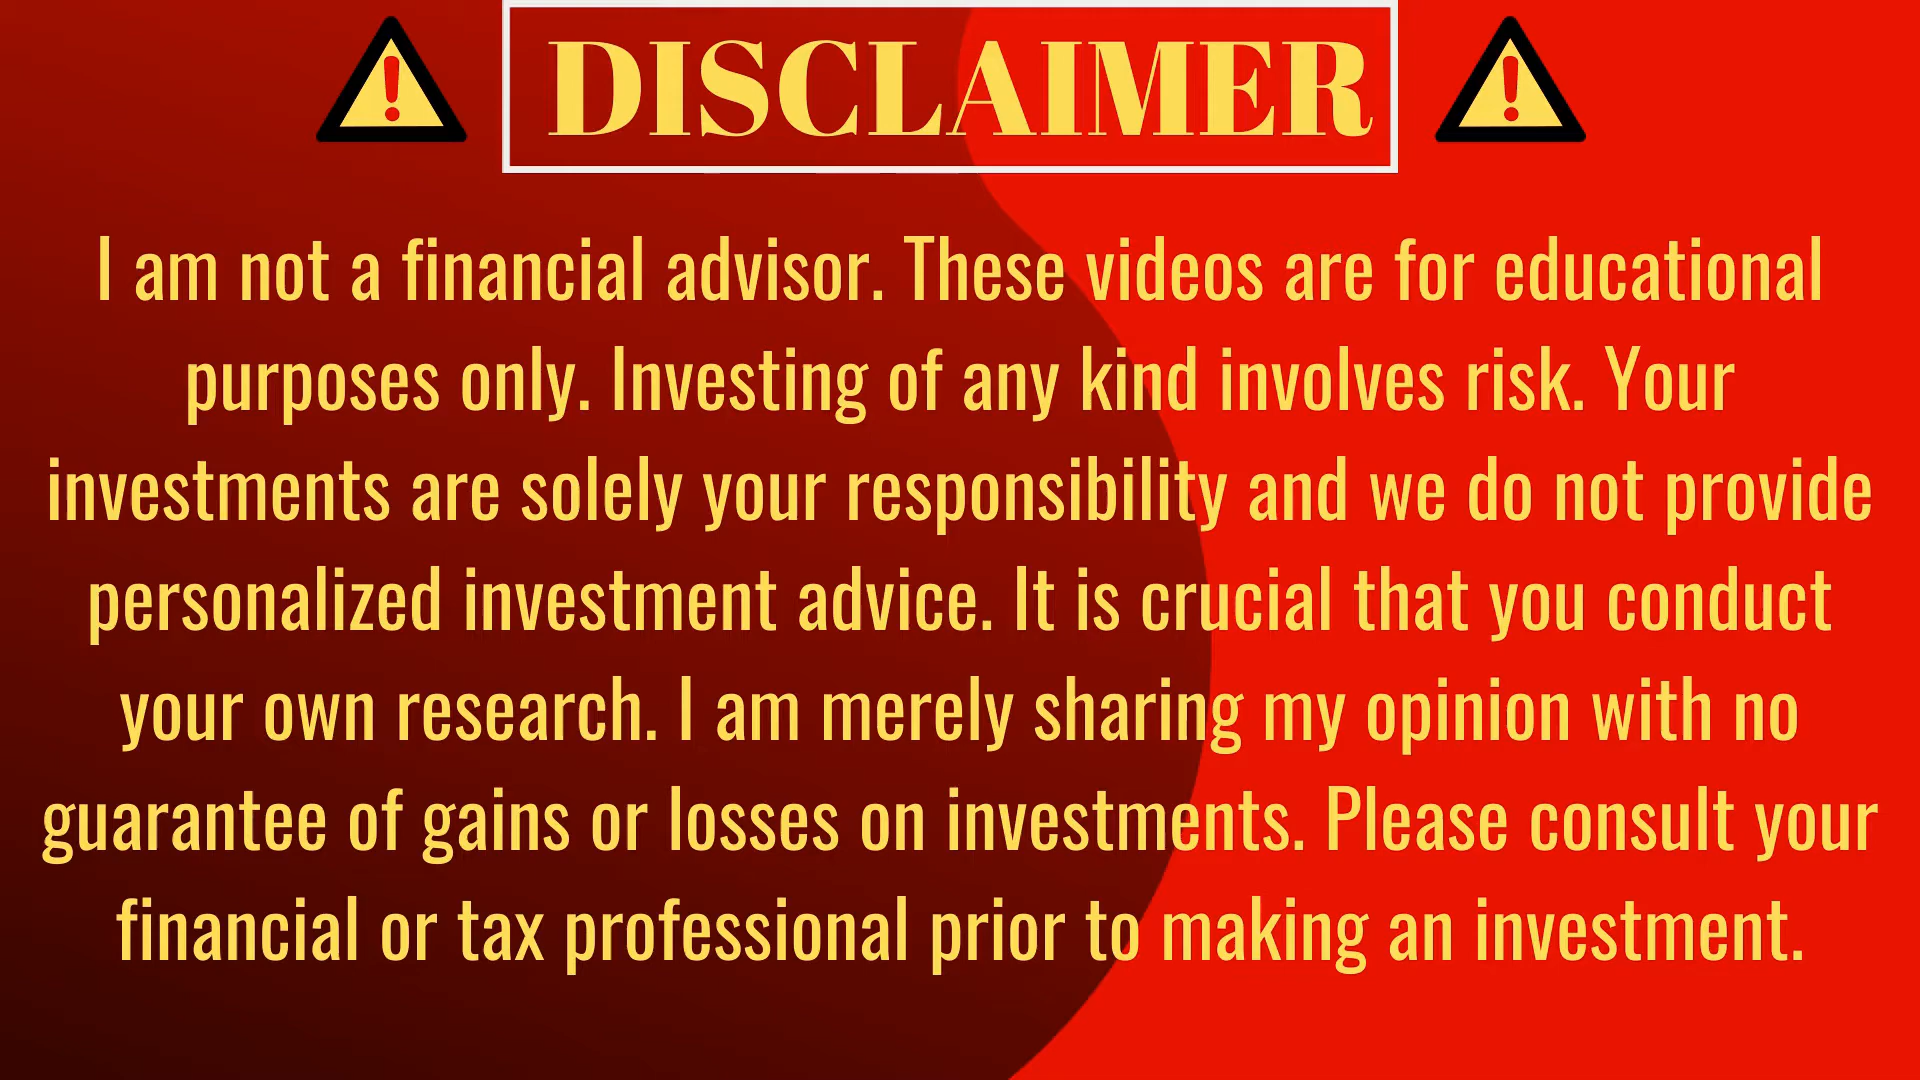 DISCLAIMER
I am not a financial advisor. These videos are for educational
purposes only. Investing of any kind involves risk. Your
investments are solely your responsibility and we do not provide
personalized investment advice. It is crucial that you conduct
your own research. I am merely sharing my opinion with no
guarantee of gains or losses on investments. Please consult your
financial or tax professional prior to making an investment.